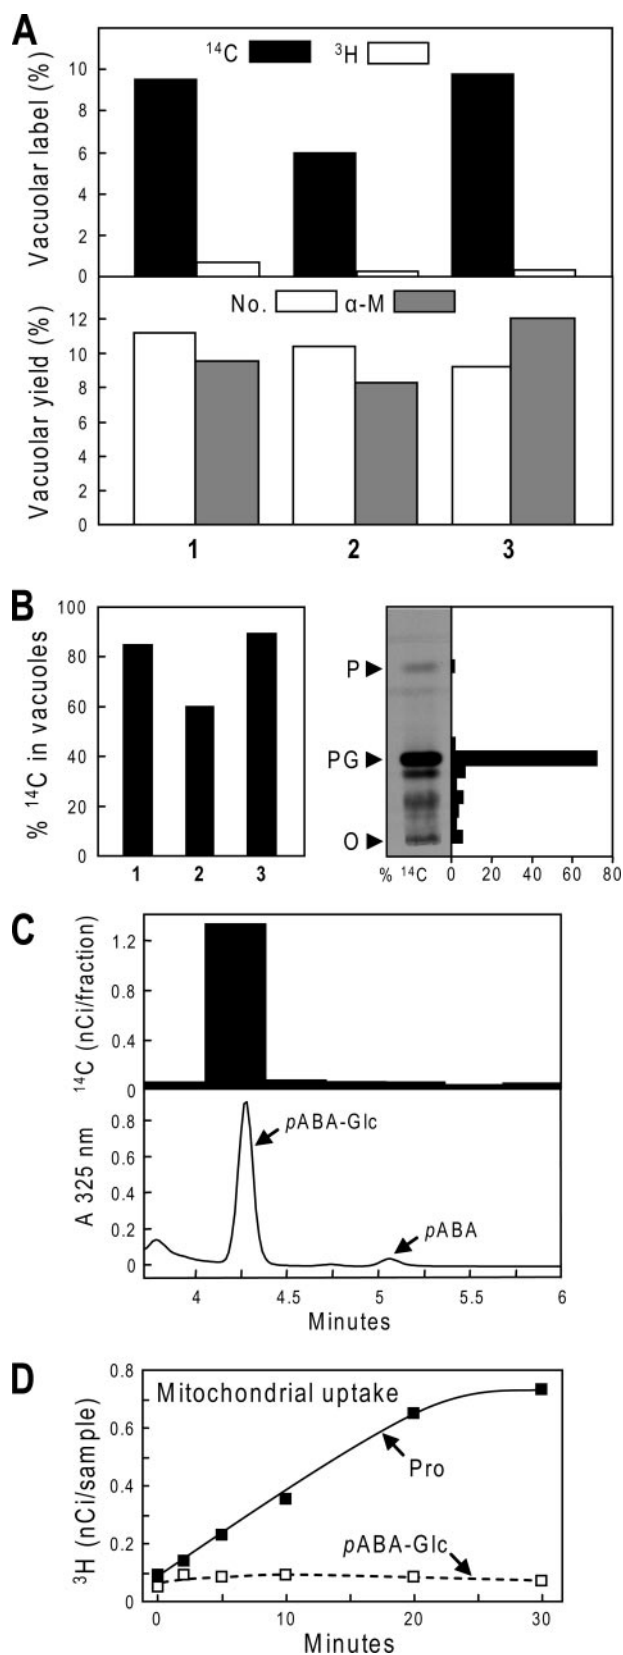 A
¹⁴C ³H
Vacuolar label (%)
10
8
6
4
2
0
No. α-M
Vacuolar yield (%)
12
10
8
6
4
2
0
1 2 3
B
% ¹⁴C in vacuoles
100
80
60
40
20
0
1 2 3
P
PG
O
% ¹⁴C 0 20 40 60 80
C
¹⁴C (nCi/fraction)
1.2
0.8
0.4
0
A 325 nm
0.8
0.6
0.4
0.2
0
pABA-Glc
pABA
4 4.5 5 5.5 6
Minutes
D
Mitochondrial uptake
³H (nCi/sample)
0.8
0.6
0.4
0.2
0
Pro
pABA-Glc
0 10 20 30
Minutes